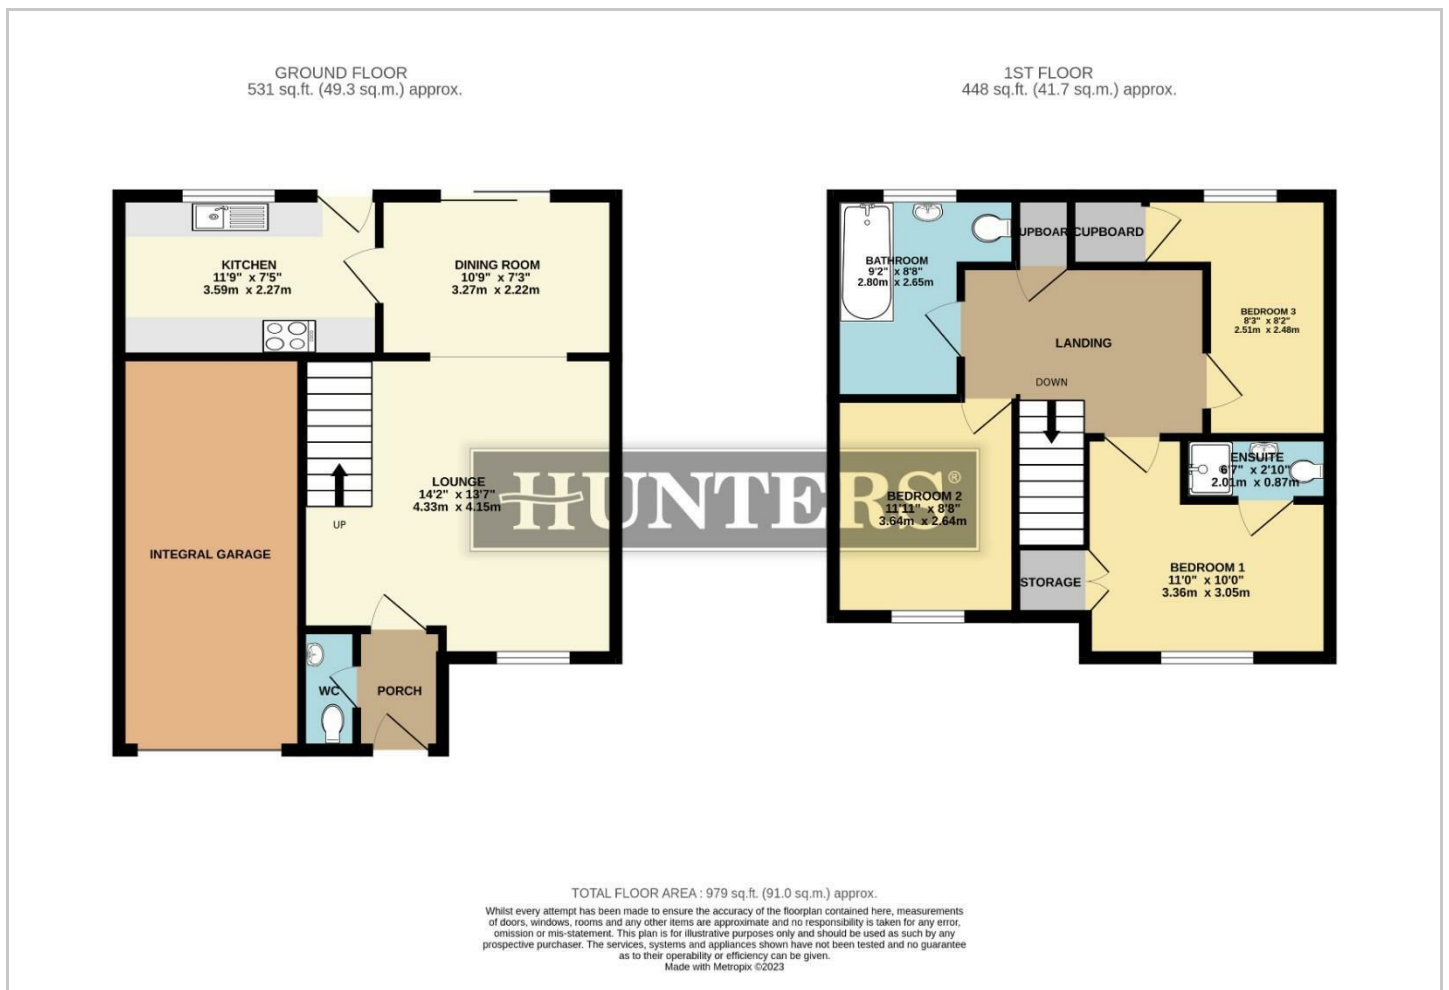 GROUND FLOOR
531 sq.ft. (49.3 sq.m.) approx.
1ST FLOOR
448 sq.ft. (41.7 sq.m.) approx.
KITCHEN
11'9" x 7'5"
3.59m x 2.27m
DINING ROOM
10'9" x 7'3"
3.27m x 2.22m
LOUNGE
14'2" x 13'7"
4.33m x 4.15m
UP
INTEGRAL GARAGE
WC
PORCH
BATHROOM
9'2" x 8'8"
2.80m x 2.65m
UPBOAR
CUPBOARD
BEDROOM 3
8'3" x 8'2"
2.51m x 2.48m
LANDING
DOWN
ENSUITE
6'7" x 2'10"
2.01m x 0.87m
BEDROOM 2
11'11" x 8'8"
3.64m x 2.64m
STORAGE
BEDROOM 1
11'0" x 10'0"
3.36m x 3.05m
HUNTERS®
TOTAL FLOOR AREA : 979 sq.ft. (91.0 sq.m.) approx.
Whilst every attempt has been made to ensure the accuracy of the floorplan contained here, measurements
of doors, windows, rooms and any other items are approximate and no responsibility is taken for any error,
omission or mis-statement. This plan is for illustrative purposes only and should be used as such by any
prospective purchaser. The services, systems and appliances shown have not been tested and no guarantee
as to their operability or efficiency can be given.
Made with Metropix ©2023